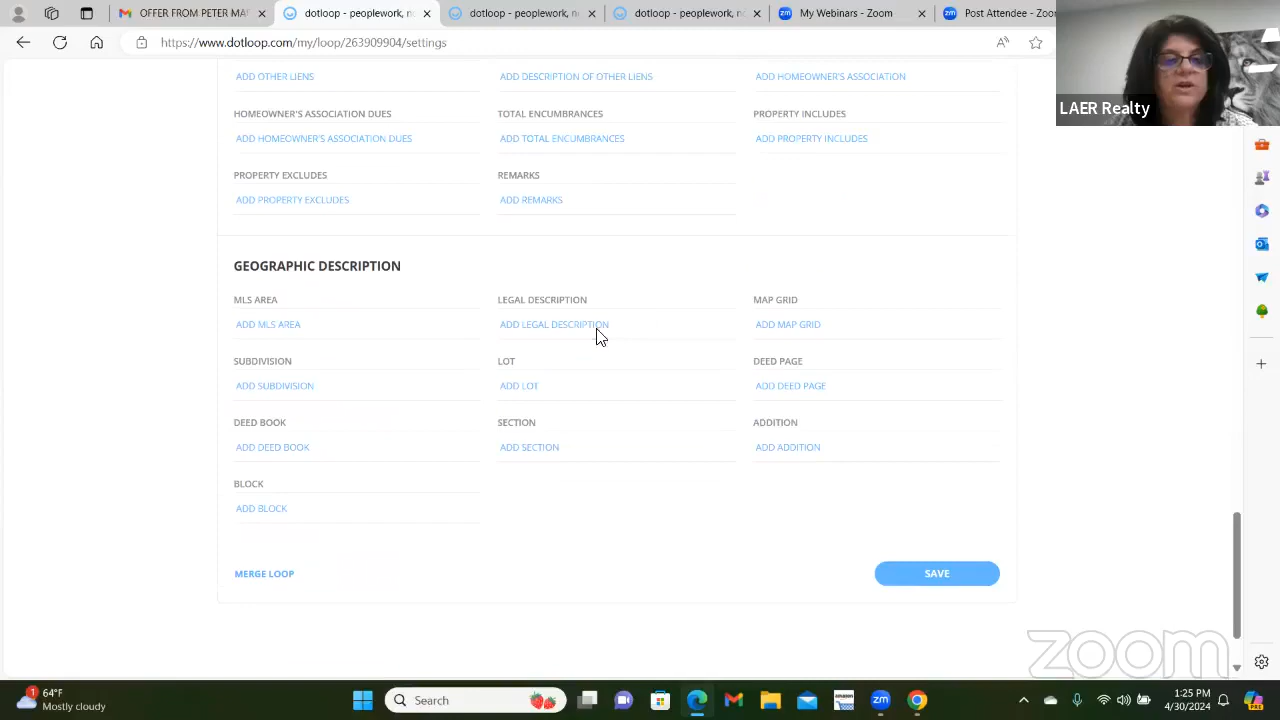 OFFER FROM LOOP
dotloop - peoplework, n
dotloop - peoplework, no
dotloop - peoplework, no
My Webinars - Zoom
Post Attendee - Zoo
https://www.dotloop.com/my/loop/263909904/settings
ADD OTHER LIENS
ADD DESCRIPTION OF OTHER LIENS
ADD HOMEOWNER'S ASSOCIATION
HOMEOWNER'S ASSOCIATION DUES
TOTAL ENCUMBRANCES
PROPERTY INCLUDES
ADD HOMEOWNER'S ASSOCIATION DUES
ADD TOTAL ENCUMBRANCES
ADD PROPERTY INCLUDES
PROPERTY EXCLUDES
REMARKS
ADD PROPERTY EXCLUDES
ADD REMARKS
GEOGRAPHIC DESCRIPTION
MLS AREA
LEGAL DESCRIPTION
MAP GRID
ADD MLS AREA
ADD LEGAL DESCRIPTION
ADD MAP GRID
SUBDIVISION
LOT
DEED PAGE
ADD SUBDIVISION
ADD LOT
ADD DEED PAGE
DEED BOOK
SECTION
ADDITION
ADD DEED BOOK
ADD SECTION
ADD ADDITION
BLOCK
ADD BLOCK
MERGE LOOP
SAVE
LAER Realty
zoom
1
64°F
Mostly cloudy
Search
zm
1:25 PM
4/30/2024